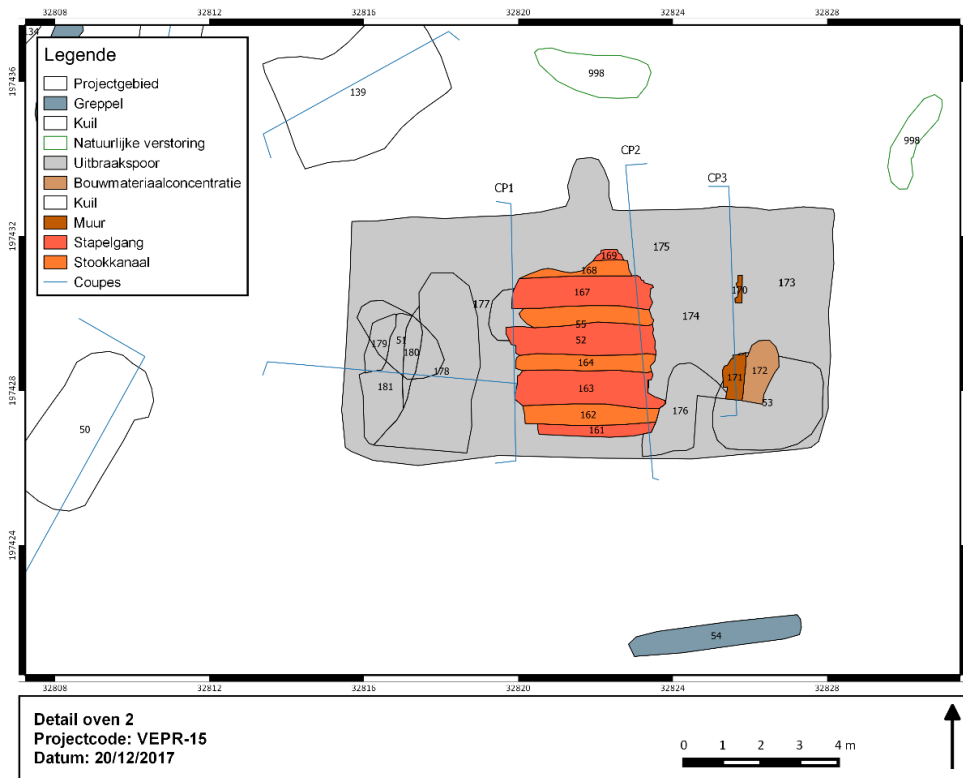 32808 32812 32816 32820 32824 32828
197436
197432
197428
197424
Legende
Projectgebied
Greppel
Kuil
Natuurlijke verstoring
Uitbraakspoor
Bouwmateriaalconcentratie
Kuil
Muur
Stapelgang
Stookkanaal
Coupes
134
139
998
998
CP1
CP2
CP3
175
169
168
167
170
173
177
174
55
52
179
51
180
178
164
181
163
171
172
53
176
162
161
50
54
32808 32812 32816 32820 32824 32828
Detail oven 2
Projectcode: VEPR-15
Datum: 20/12/2017
0 1 2 3 4 m